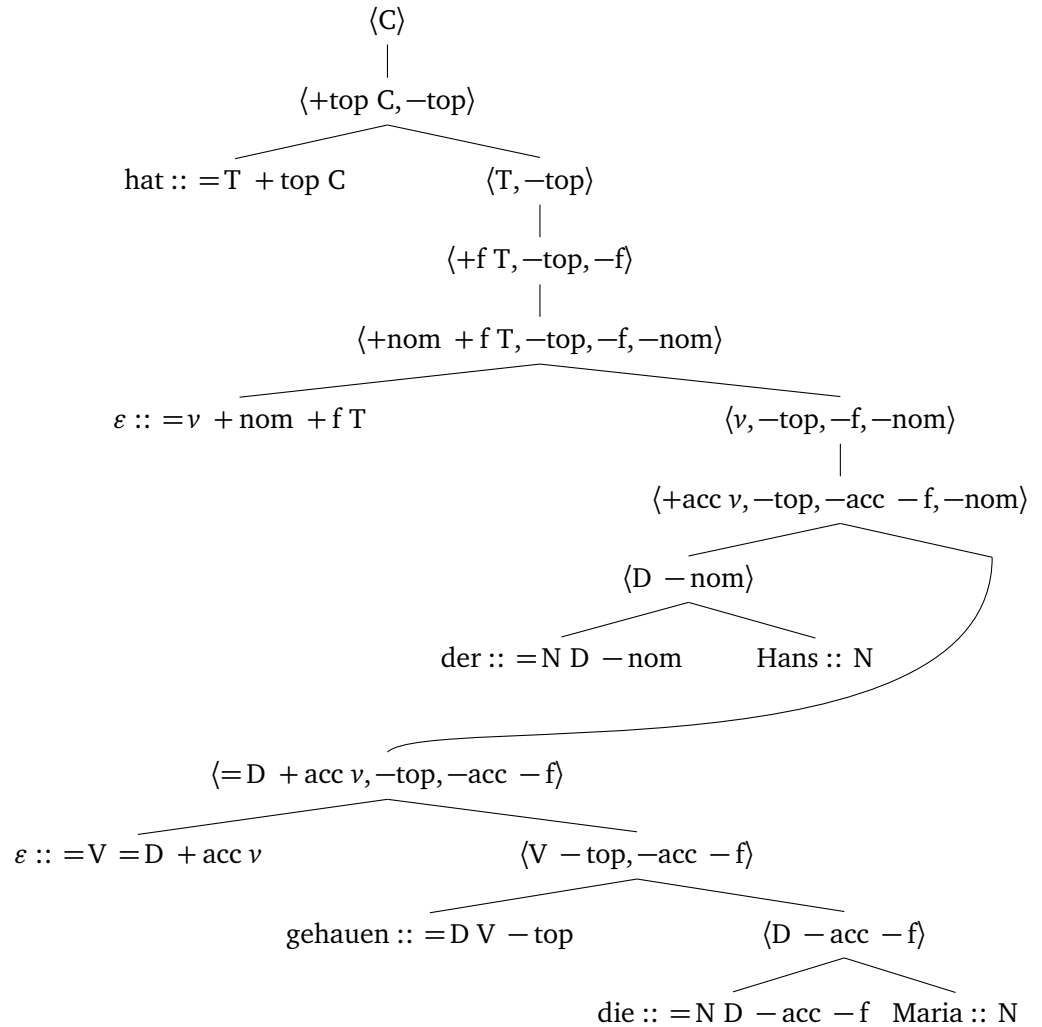 ⟨C⟩
⟨+top C, −top⟩
hat :: =T +top C ⟨T, −top⟩
⟨+f T, −top, −f⟩
⟨+nom +f T, −top, −f, −nom⟩
ε :: =v +nom +f T ⟨v, −top, −f, −nom⟩
⟨+acc v, −top, −acc −f, −nom⟩
⟨D −nom⟩
der :: =N D −nom Hans :: N
⟨=D +acc v, −top, −acc −f⟩
ε :: =V =D +acc v ⟨V −top, −acc −f⟩
gehauen :: =D V −top ⟨D −acc −f⟩
die :: =N D −acc −f Maria :: N